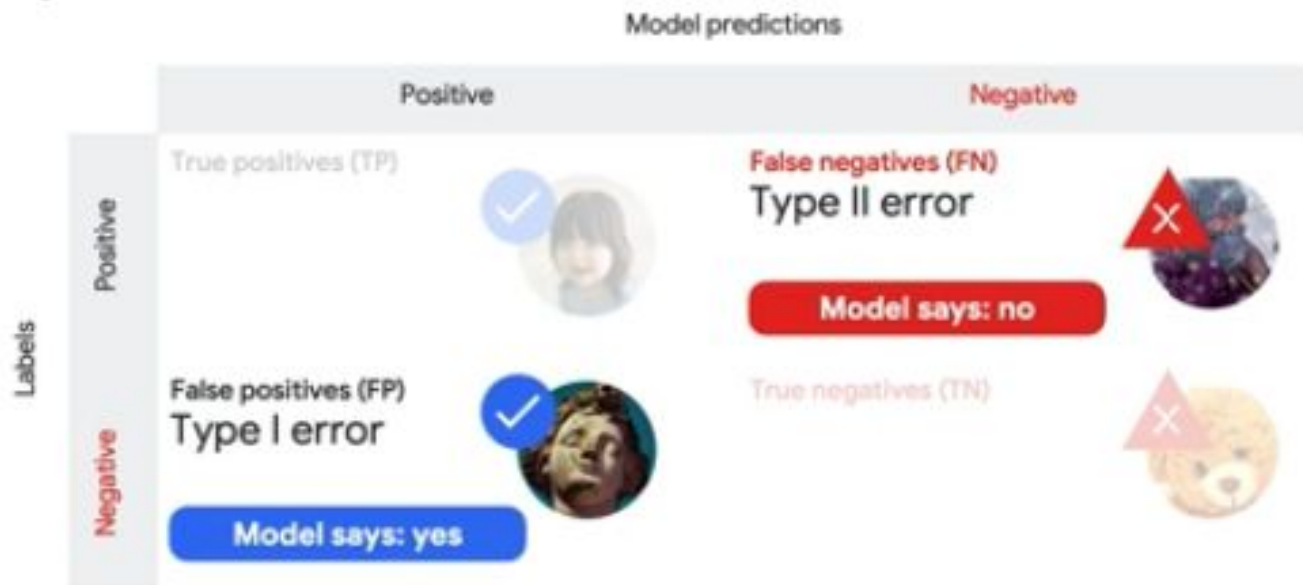 Model predictions
Positive
Negative
Labels
Positive
True positives (TP)
False negatives (FN)
Type II error
Model says: no
Negative
False positives (FP)
Type I error
Model says: yes
True negatives (TN)